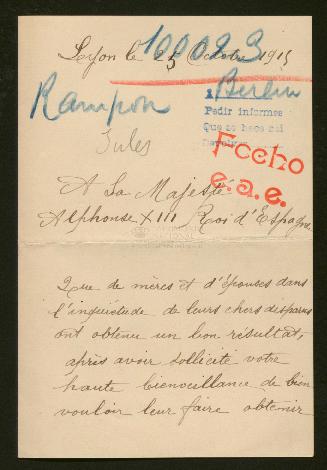 Lyon le 25 Octobre 1915
100023
Rampon
Jules
a Berlin
Pedir informes
Que se hace así
Fecho
e.a.e.
A Sa Majesté
Alphonse XIII Roi d'Espagne
Que de mères et d'épouses dans
l'inquiétude de leurs chers disparus
ont obtenu un bon résultat,
après avoir sollicité votre
haute bienveillance de bien
vouloir leur faire obtenir